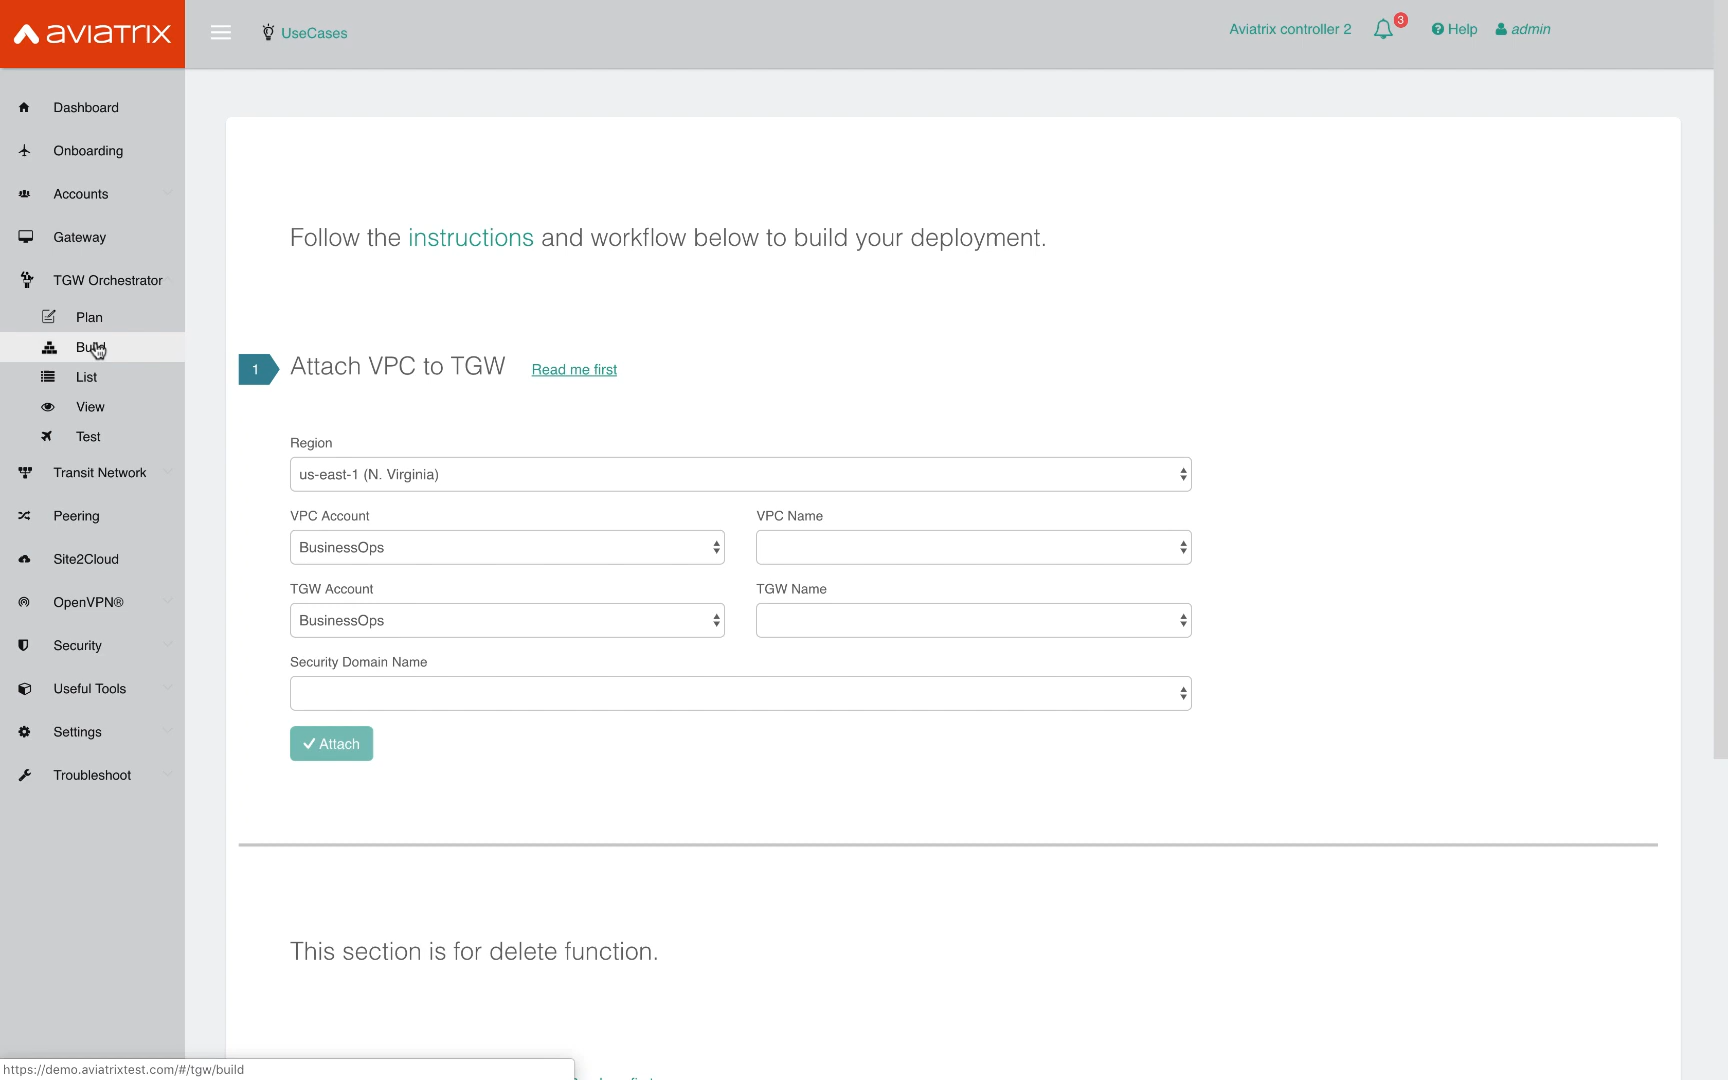 aviatrix
UseCases
Aviatrix controller 2
3
Help
admin
Dashboard
Onboarding
Accounts
Gateway
TGW Orchestrator
Plan
Build
List
View
Test
Transit Network
Peering
Site2Cloud
OpenVPN®
Security
Useful Tools
Settings
Troubleshoot
Follow the instructions and workflow below to build your deployment.
1
Attach VPC to TGW
Read me first
Region
us-east-1 (N. Virginia)
VPC Account
VPC Name
BusinessOps
TGW Account
TGW Name
BusinessOps
Security Domain Name
Attach
This section is for delete function.
https://demo.aviatrixtest.com/#/tgw/build